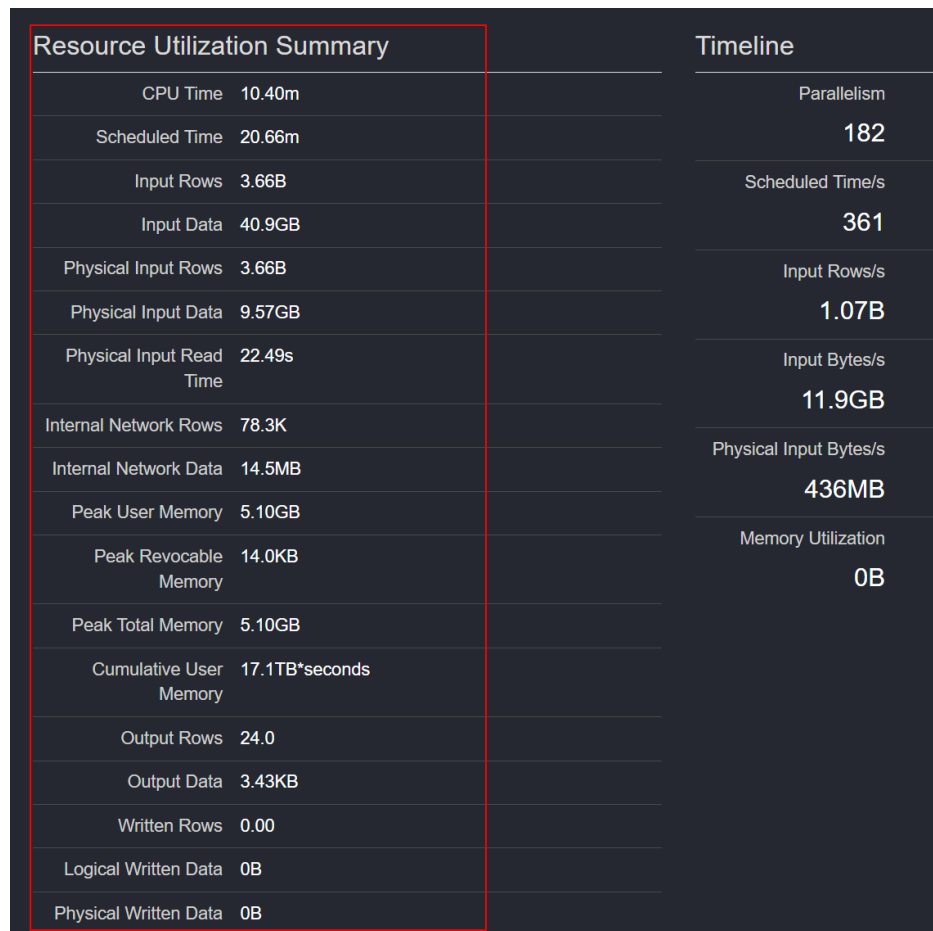 Resource Utilization Summary
CPU Time 10.40m
Scheduled Time 20.66m
Input Rows 3.66B
Input Data 40.9GB
Physical Input Rows 3.66B
Physical Input Data 9.57GB
Physical Input Read 22.49s
Time
Internal Network Rows 78.3K
Internal Network Data 14.5MB
Peak User Memory 5.10GB
Peak Revocable 14.0KB
Memory
Peak Total Memory 5.10GB
Cumulative User 17.1TB*seconds
Memory
Output Rows 24.0
Output Data 3.43KB
Written Rows 0.00
Logical Written Data 0B
Physical Written Data 0B
Timeline
Parallelism
182
Scheduled Time/s
361
Input Rows/s
1.07B
Input Bytes/s
11.9GB
Physical Input Bytes/s
436MB
Memory Utilization
0B